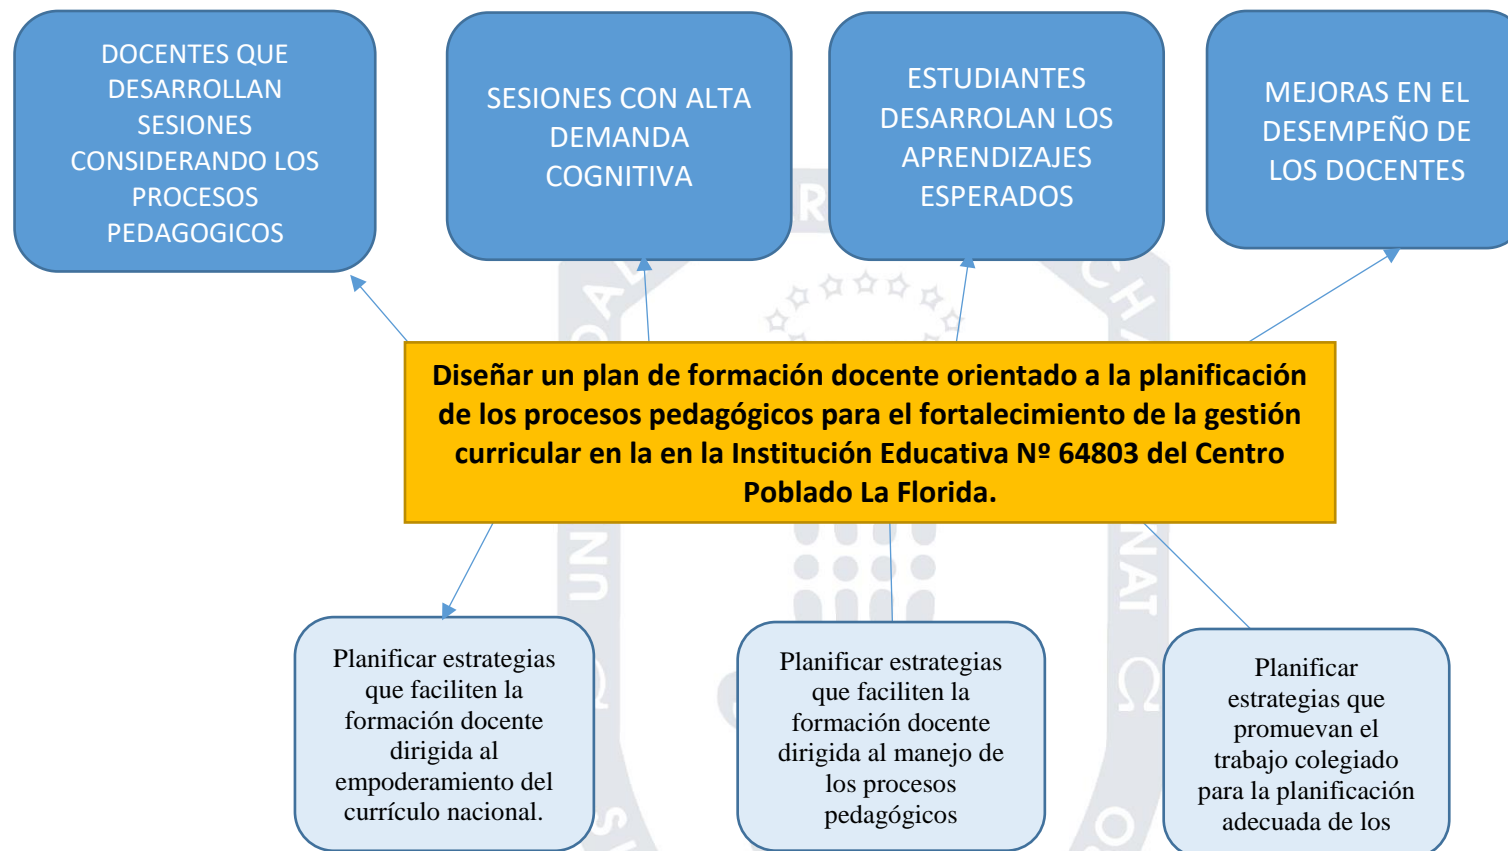 DOCENTES QUE
DESARROLLAN
SESIONES
CONSIDERANDO LOS
PROCESOS
PEDAGOGICOS
SESIONES CON ALTA
DEMANDA
COGNITIVA
ESTUDIANTES
DESARROLAN LOS
APRENDIZAJES
ESPERADOS
MEJORAS EN EL
DESEMPEÑO DE
LOS DOCENTES
Diseñar un plan de formación docente orientado a la planificación
de los procesos pedagógicos para el fortalecimiento de la gestión
curricular en la en la Institución Educativa Nº 64803 del Centro
Poblado La Florida.
Planificar estrategias
que faciliten la
formación docente
dirigida al
empoderamiento del
currículo nacional.
Planificar estrategias
que faciliten la
formación docente
dirigida al manejo de
los procesos
pedagógicos
Planificar
estrategias que
promuevan el
trabajo colegiado
para la planificación
adecuada de los